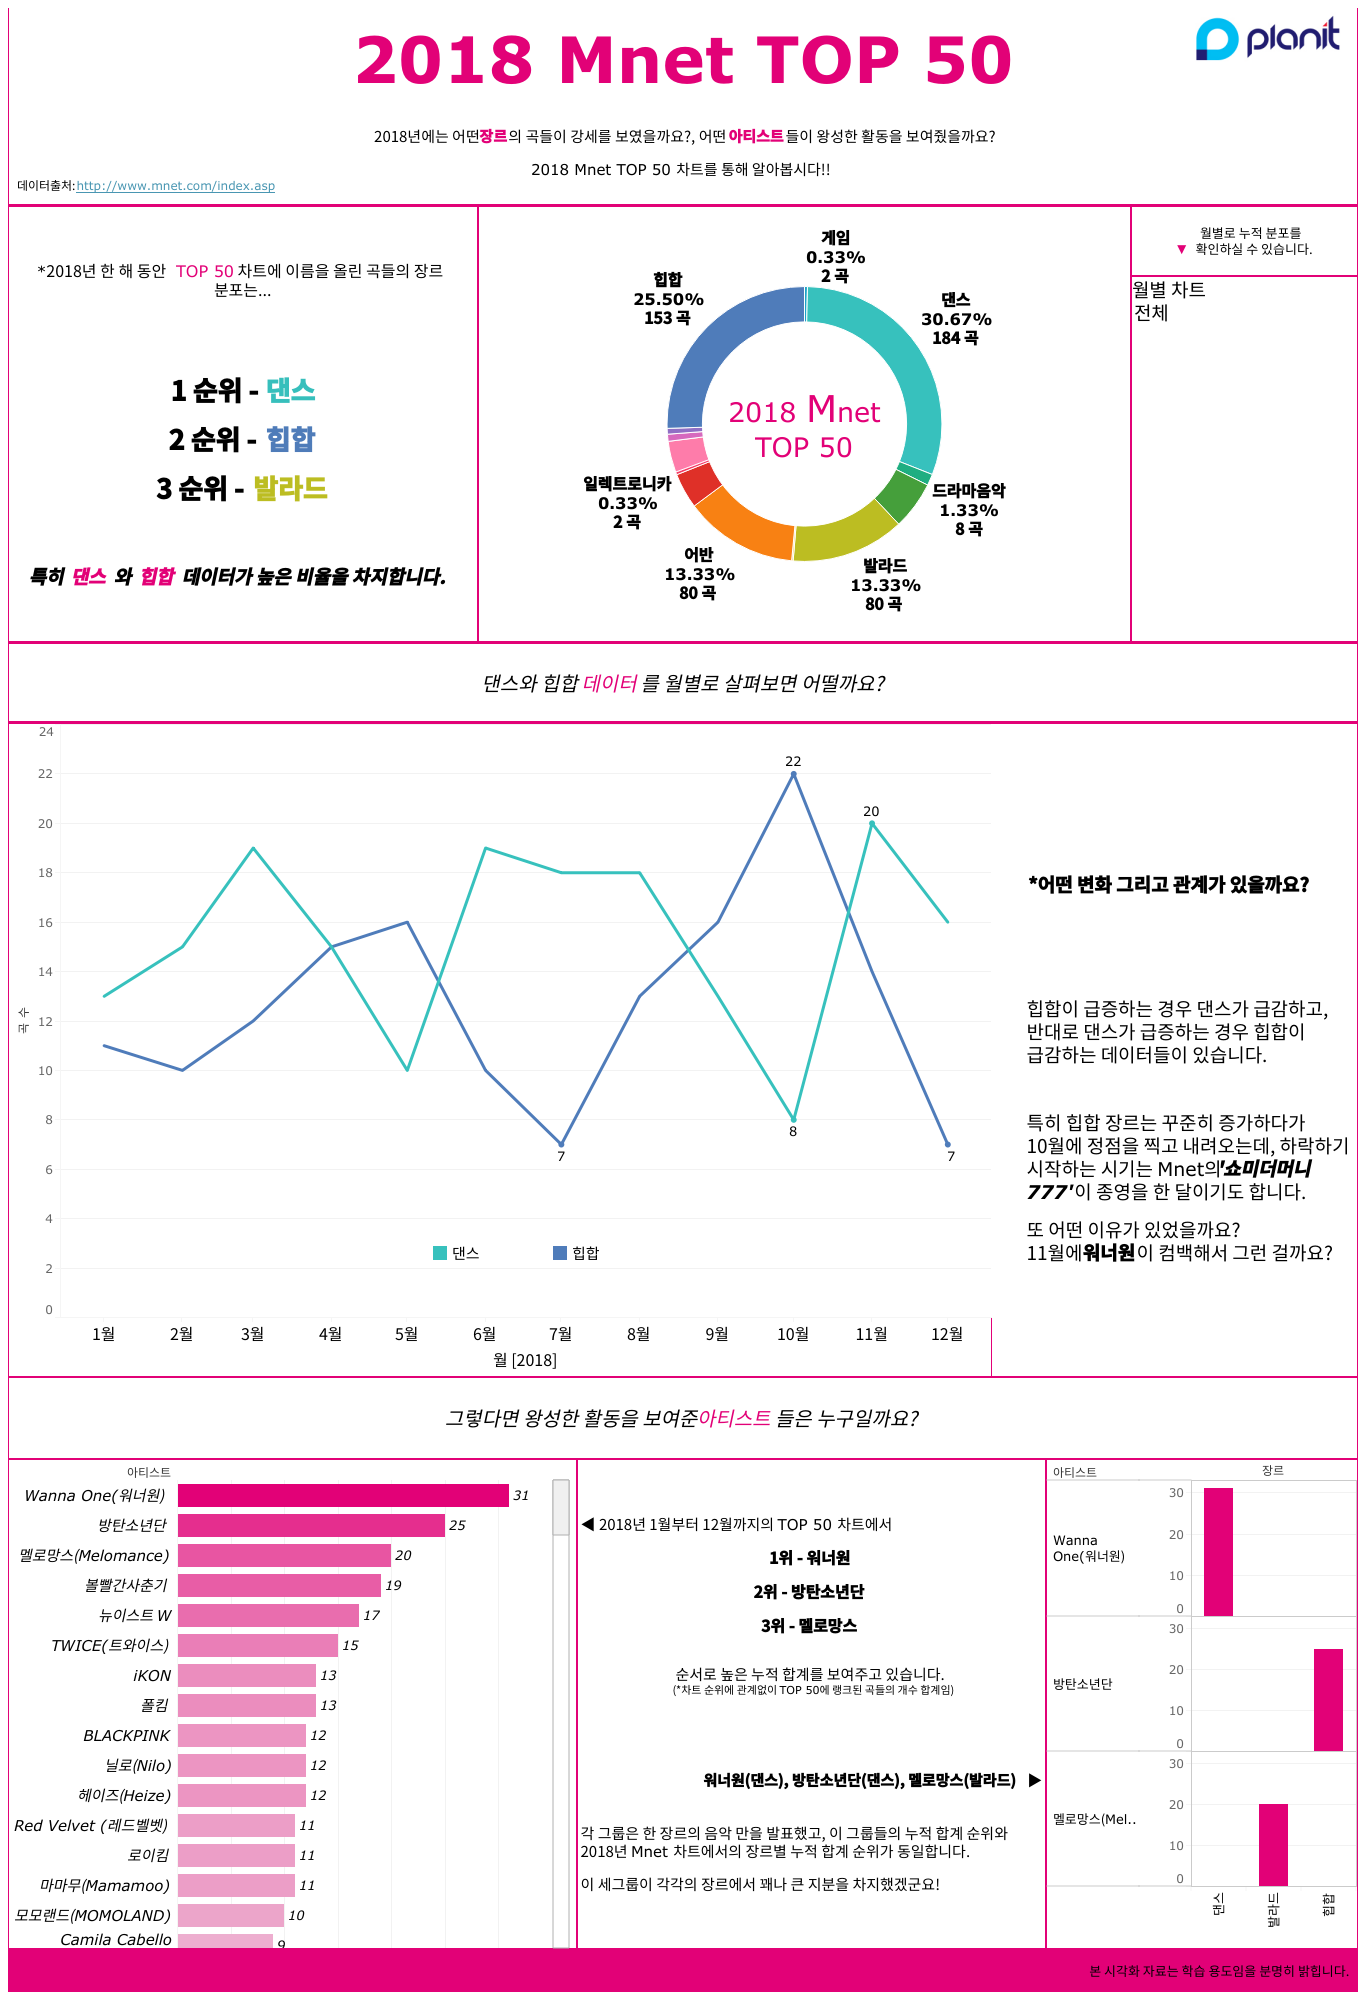 2018 Mnet TOP 50
planit
2018년에는 어떤장르의 곡들이 강세를 보였을까요?, 어떤 아티스트들이 왕성한 활동을 보여줬을까요?
2018 Mnet TOP 50 차트를 통해 알아봅시다!!
데이터출처:http://www.mnet.com/index.asp
*2018년 한 해 동안 TOP 50 차트에 이름을 올린 곡들의 장르
분포는...
1 순위 - 댄스
2 순위 - 힙합
3 순위 - 발라드
특히 댄스 와 힙합 데이터가 높은 비율을 차지합니다.
게임
0.33%
2 곡
힙합
25.50%
153 곡
댄스
30.67%
184 곡
2018 Mnet
TOP 50
일렉트로니카
0.33%
2 곡
드라마음악
1.33%
8 곡
어반
13.33%
80 곡
발라드
13.33%
80 곡
월별로 누적 분포를
▼ 확인하실 수 있습니다.
월별 차트
전체
댄스와 힙합 데이터 를 월별로 살펴보면 어떨까요?
24
22
20
18
16
14
12
10
8
6
4
2
0
곡 수
22
20
8
7
7
댄스
힙합
1월
2월
3월
4월
5월
6월
7월
8월
9월
10월
11월
12월
월 [2018]
*어떤 변화 그리고 관계가 있을까요?
힙합이 급증하는 경우 댄스가 급감하고,
반대로 댄스가 급증하는 경우 힙합이
급감하는 데이터들이 있습니다.
특히 힙합 장르는 꾸준히 증가하다가
10월에 정점을 찍고 내려오는데, 하락하기
시작하는 시기는 Mnet의'쇼미더머니
777'이 종영을 한 달이기도 합니다.
또 어떤 이유가 있었을까요?
11월에워너원이 컴백해서 그런 걸까요?
그렇다면 왕성한 활동을 보여준아티스트 들은 누구일까요?
아티스트
Wanna One(워너원) 31
방탄소년단 25
멜로망스(Melomance) 20
볼빨간사춘기 19
뉴이스트 W 17
TWICE(트와이스) 15
iKON 13
폴킴 13
BLACKPINK 12
닐로(Nilo) 12
헤이즈(Heize) 12
Red Velvet (레드벨벳) 11
로이킴 11
마마무(Mamamoo) 11
모모랜드(MOMOLAND) 10
Camila Cabello 9
◀ 2018년 1월부터 12월까지의 TOP 50 차트에서
1위 - 워너원
2위 - 방탄소년단
3위 - 멜로망스
순서로 높은 누적 합계를 보여주고 있습니다.
(*차트 순위에 관계없이 TOP 50에 랭크된 곡들의 개수 합계임)
워너원(댄스), 방탄소년단(댄스), 멜로망스(발라드) ▶
각 그룹은 한 장르의 음악 만을 발표했고, 이 그룹들의 누적 합계 순위와
2018년 Mnet 차트에서의 장르별 누적 합계 순위가 동일합니다.
이 세그룹이 각각의 장르에서 꽤나 큰 지분을 차지했겠군요!
아티스트
장르
Wanna
One(워너원)
30
20
10
0
방탄소년단
30
20
10
0
멜로망스(Mel..
30
20
10
0
댄스
발라드
힙합
본 시각화 자료는 학습 용도임을 분명히 밝힙니다.